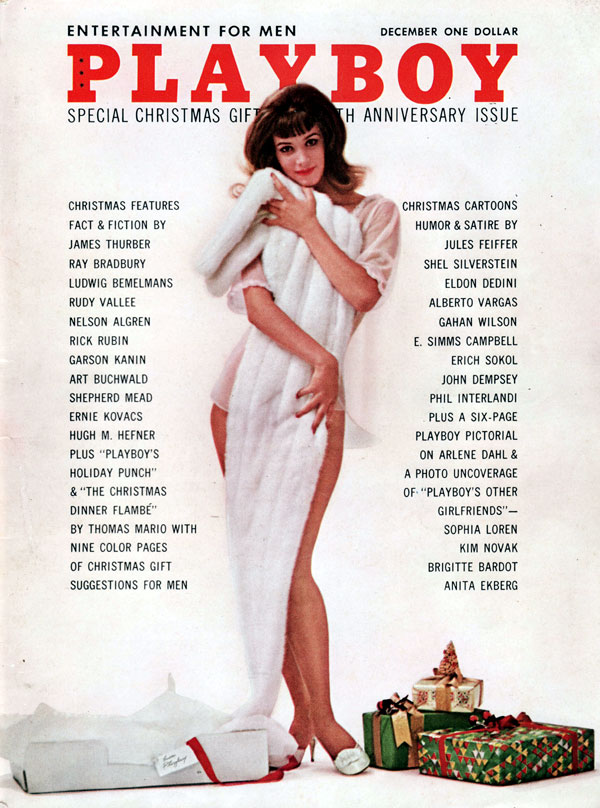 ENTERTAINMENT FOR MEN
DECEMBER ONE DOLLAR
PLAYBOY
SPECIAL CHRISTMAS GIFT TH ANNIVERSARY ISSUE
CHRISTMAS FEATURES
FACT & FICTION BY
JAMES THURBER
RAY BRADBURY
LUDWIG BEMELMANS
RUDY VALLEE
NELSON ALGREN
RICK RUBIN
GARSON KANIN
ART BUCHWALD
SHEPHERD MEAD
ERNIE KOVACS
HUGH M. HEFNER
PLUS "PLAYBOY'S
HOLIDAY PUNCH"
& "THE CHRISTMAS
DINNER FLAMBÉ"
BY THOMAS MARIO WITH
NINE COLOR PAGES
OF CHRISTMAS GIFT
SUGGESTIONS FOR MEN
CHRISTMAS CARTOONS
HUMOR & SATIRE BY
JULES FEIFFER
SHEL SILVERSTEIN
ELDON DEDINI
ALBERTO VARGAS
GAHAN WILSON
E. SIMMS CAMPBELL
ERICH SOKOL
JOHN DEMPSEY
PHIL INTERLANDI
PLUS A SIX-PAGE
PLAYBOY PICTORIAL
ON ARLENE DAHL &
A PHOTO UNCOVERAGE
OF "PLAYBOY'S OTHER
GIRLFRIENDS"—
SOPHIA LOREN
KIM NOVAK
BRIGITTE BARDOT
ANITA EKBERG